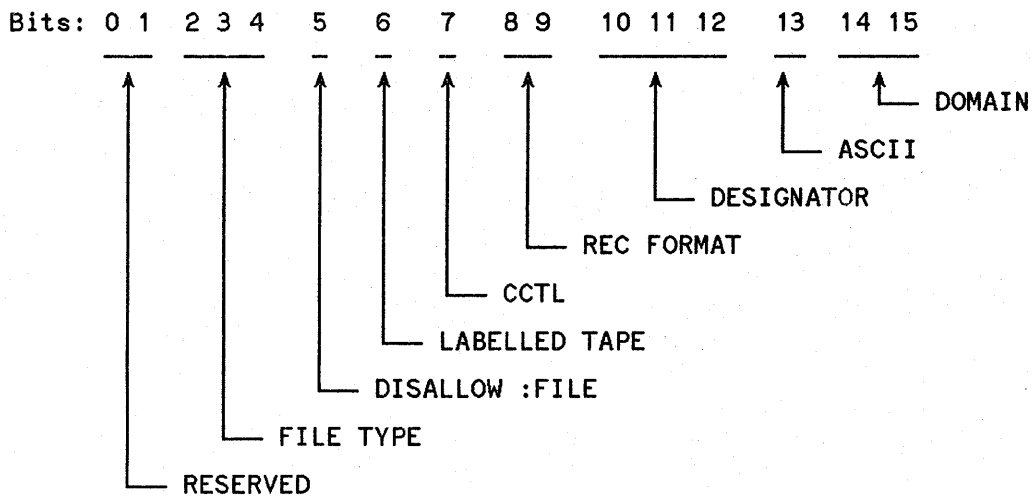 Bits: 0 1 2 3 4 5 6 7 8 9 10 11 12 13 14 15
DOMAIN
ASCII
DESIGNATOR
REC FORMAT
CCTL
LABELLED TAPE
DISALLOW :FILE
FILE TYPE
RESERVED